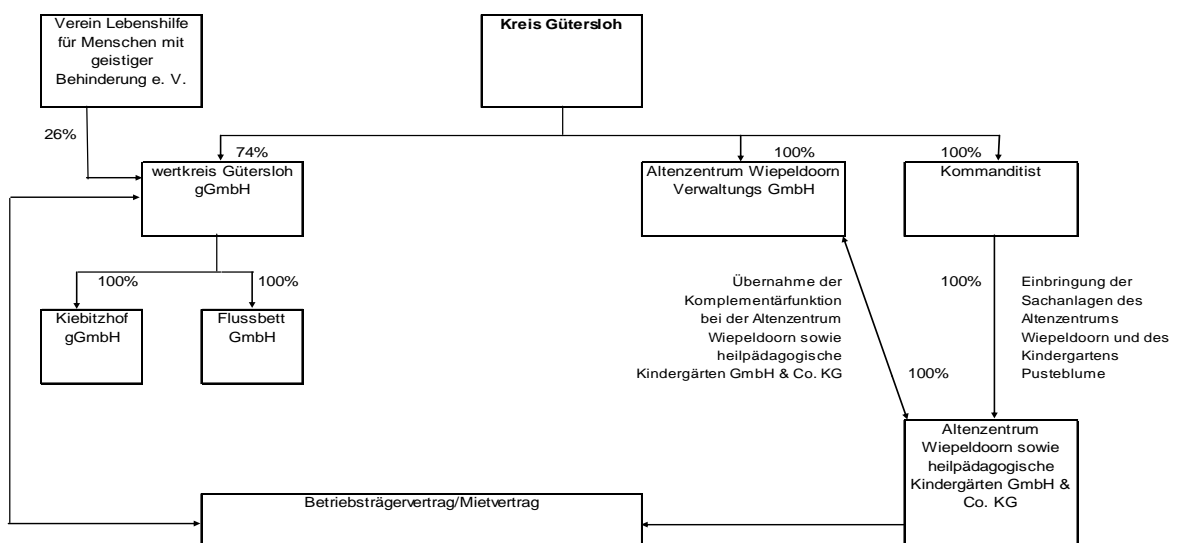 Verein Lebenshilfe
für Menschen mit
geistiger
Behinderung e. V.
Kreis Gütersloh
26%
74%
100%
100%
wertkreis Gütersloh
gGmbH
Altenzentrum Wiepeldoorn
Verwaltungs GmbH
Kommanditist
100%
100%
Kiebitzhof
gGmbH
Flussbett
GmbH
Übernahme der
Komplementärfunktion
bei der Altenzentrum
Wiepeldoorn sowie
heilpädagogische
Kindergärten GmbH & Co. KG
100%
100%
Einbringung der
Sachanlagen des
Altenzentrums
Wiepeldoorn und des
Kindergartens
Pusteblume
Altenzentrum
Wiepeldoorn sowie
heilpädagogische
Kindergärten GmbH &
Co. KG
Betriebsträgervertrag/Mietvertrag